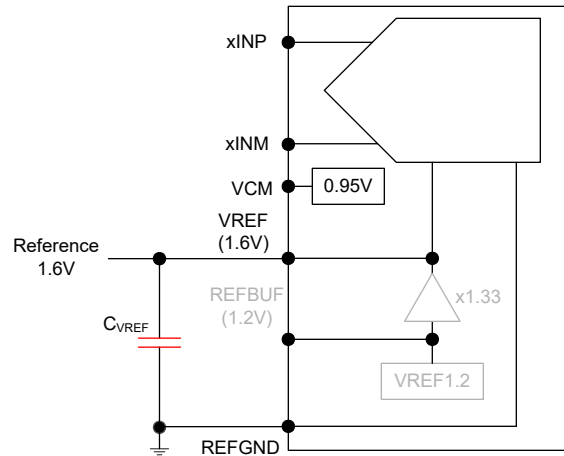 xINP
xINM
VCM
0.95V
VREF
(1.6V)
Reference
1.6V
REFBUF
(1.2V)
x1.33
CVREF
VREF1.2
REFGND